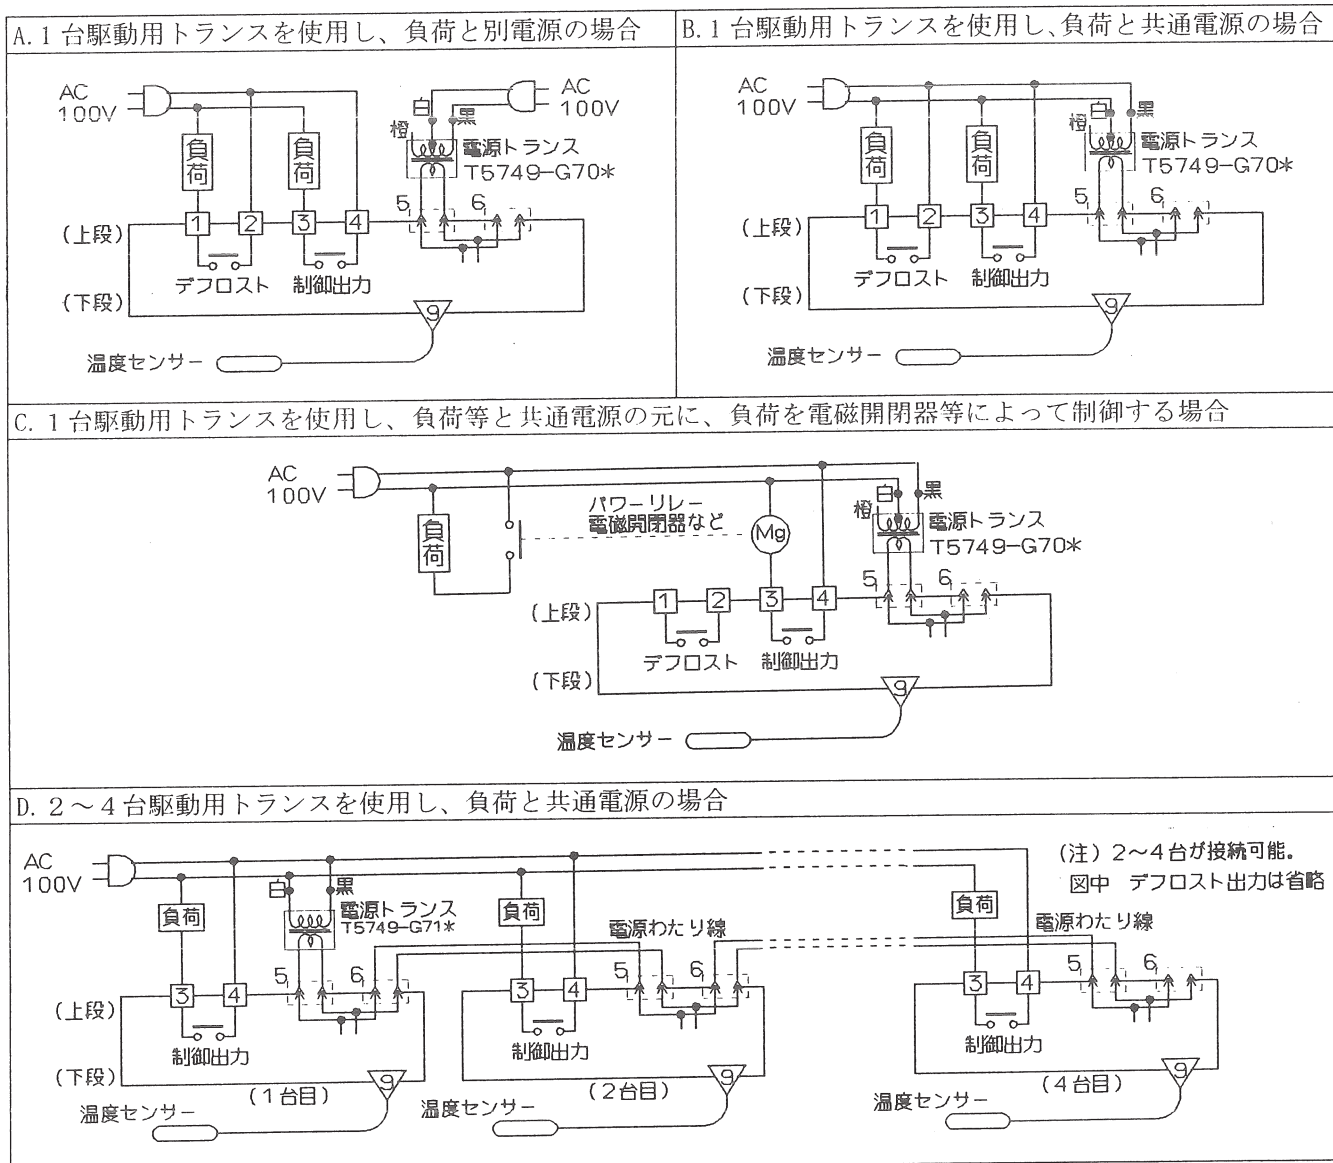 A.1台駆動用トランスを使用し、負荷と別電源の場合
AC
100V
白
黒
AC
100V
橙
電源トランス
T5749-G70*
負荷
負荷
5
6
1
2
3
4
(上段)
デフロスト
制御出力
(下段)
9
温度センサー
B.1台駆動用トランスを使用し、負荷と共通電源の場合
AC
100V
白
黒
橙
電源トランス
T5749-G70*
負荷
負荷
5
6
1
2
3
4
(上段)
デフロスト
制御出力
(下段)
9
温度センサー
C.1台駆動用トランスを使用し、負荷等と共通電源の元に、負荷を電磁開閉器等によって制御する場合
AC
100V
パワーリレー
電磁開閉器など
負荷
Mg
白
黒
橙
電源トランス
T5749-G70*
5
6
1
2
3
4
(上段)
デフロスト
制御出力
(下段)
9
温度センサー
D.2~4台駆動用トランスを使用し、負荷と共通電源の場合
AC
100V
(注)2~4台が接続可能。
図中 デフロスト出力は省略
白
黒
負荷
電源トランス
T5749-G71*
負荷
電源わたり線
負荷
電源わたり線
5
6
5
6
5
6
3
4
3
4
3
4
(上段)
制御出力
制御出力
制御出力
(下段)
9
(1台目)
9
(2台目)
9
(4台目)
温度センサー
温度センサー
温度センサー